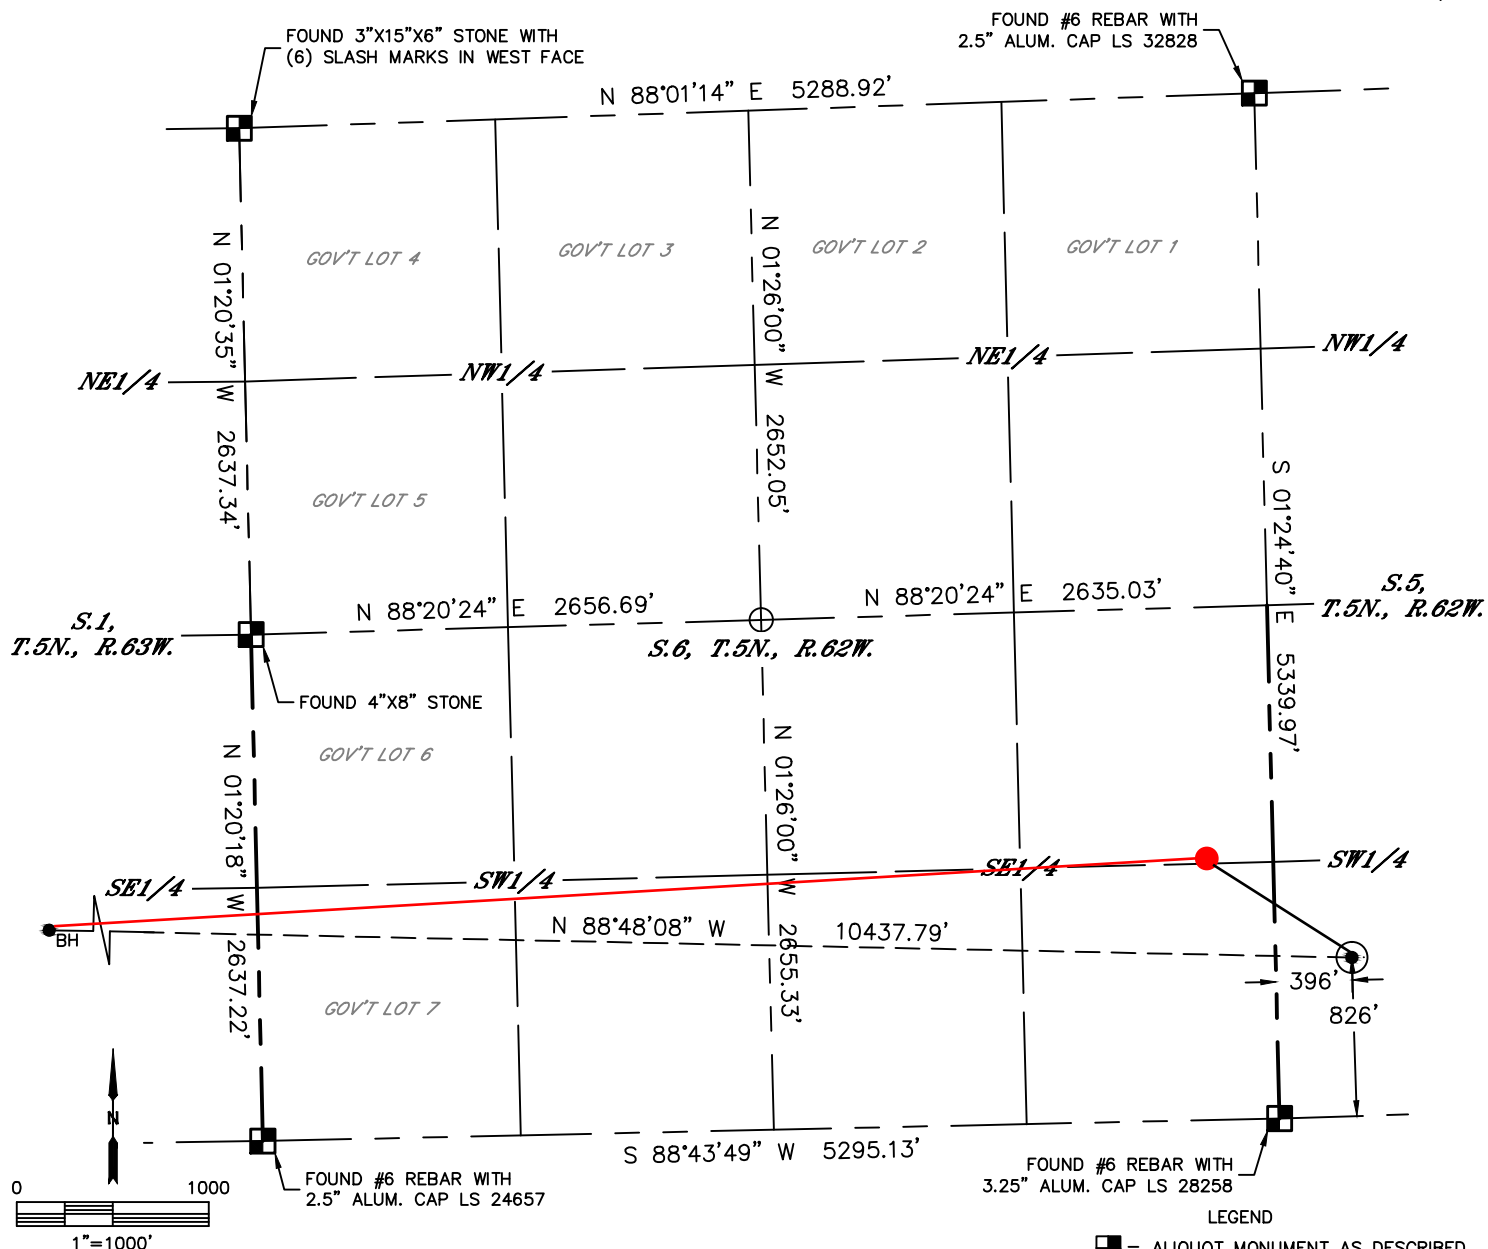 FOUND 3"X15"X6" STONE WITH
(6) SLASH MARKS IN WEST FACE
FOUND #6 REBAR WITH
2.5" ALUM. CAP LS 32828
N 88°01'14" E 5288.92'
GOV'T LOT 4
GOV'T LOT 3
GOV'T LOT 2
GOV'T LOT 1
N 01°20'35" W 2637.34'
N 01°26'00" W 2652.05'
S 01°24'40" E 5339.97'
NE1/4
NW1/4
NE1/4
NW1/4
GOV'T LOT 5
N 88°20'24" E 2656.69'
N 88°20'24" E 2635.03'
S.1,
T.5N., R.63W.
S.6, T.5N., R.62W.
S.5,
T.5N., R.62W.
FOUND 4"X8" STONE
GOV'T LOT 6
N 01°20'18" W 2637.22'
N 01°26'00" W 2655.33'
SE1/4
SW1/4
SE1/4
SW1/4
BH
N 88°48'08" W 10437.79'
396'
826'
GOV'T LOT 7
N
S 88°43'49" W 5295.13'
FOUND #6 REBAR WITH
2.5" ALUM. CAP LS 24657
FOUND #6 REBAR WITH
3.25" ALUM. CAP LS 28258
0 1000
1"=1000'
LEGEND
= ALIQUOT MONUMENT AS DESCRIBED